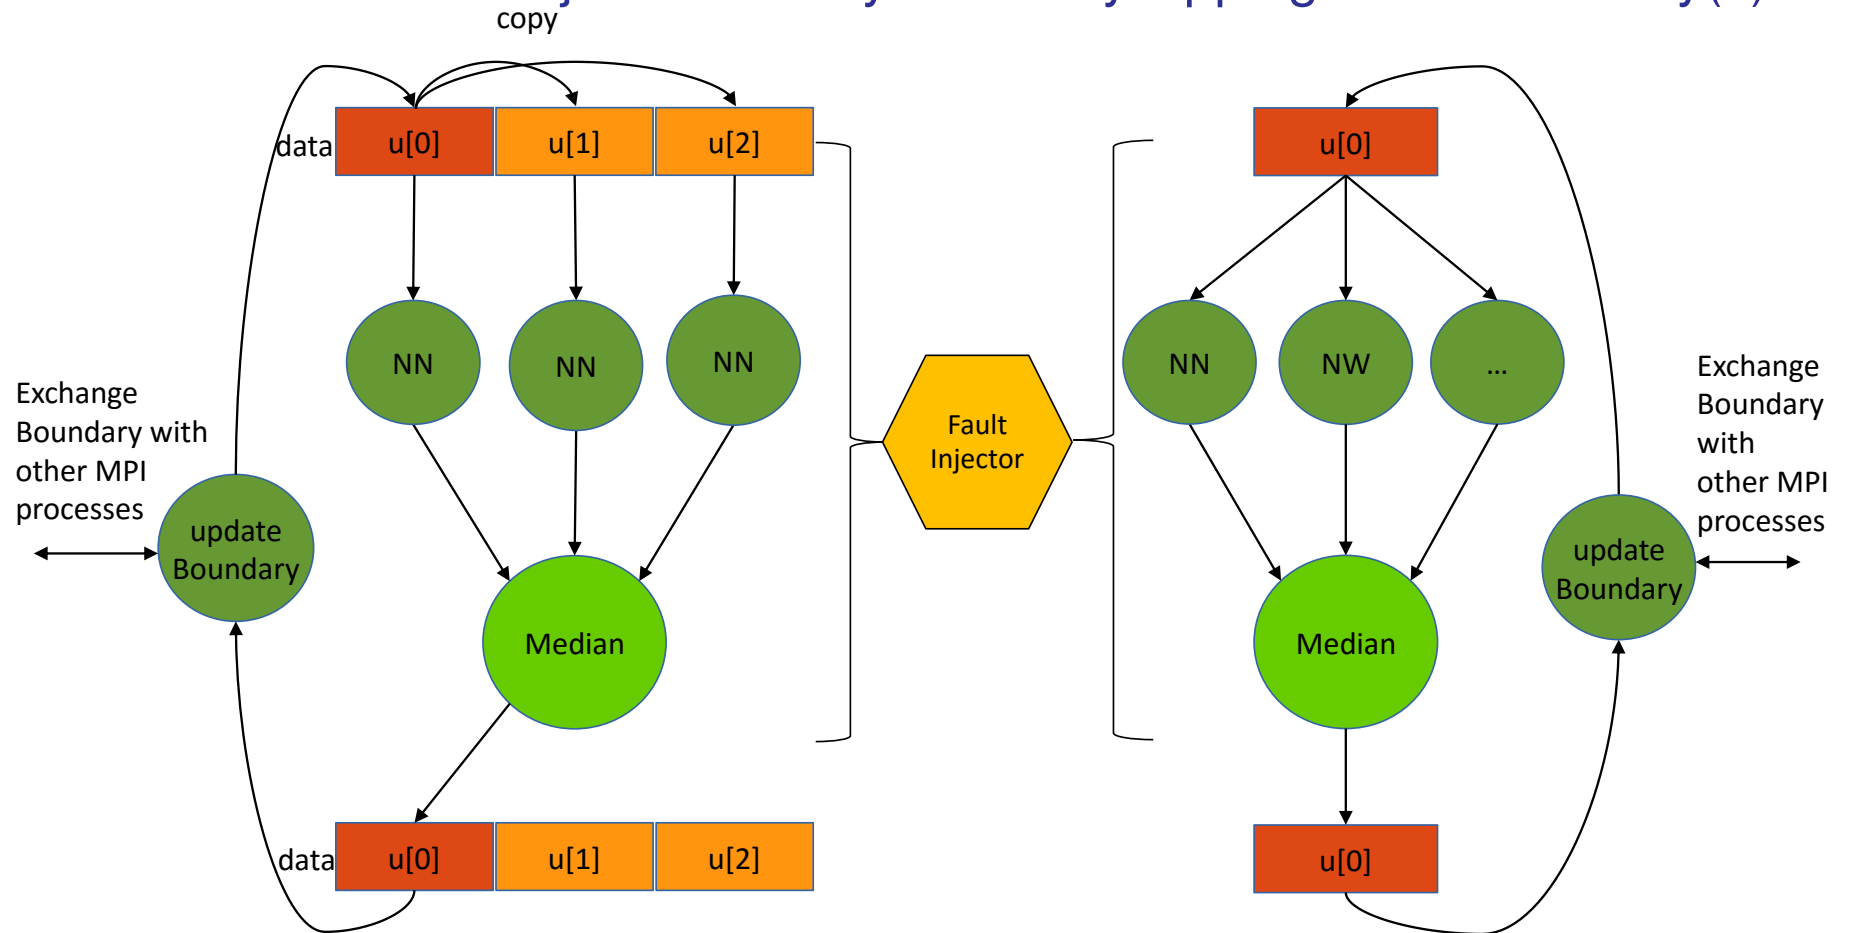 copy
data
u[0]
u[1]
u[2]
u[0]
NN
NN
NN
NN
NW
...
Exchange
Boundary with
other MPI
processes
Fault
Injector
Exchange
Boundary
with
other MPI
processes
update
Boundary
update
Boundary
Median
Median
data
u[0]
u[1]
u[2]
u[0]